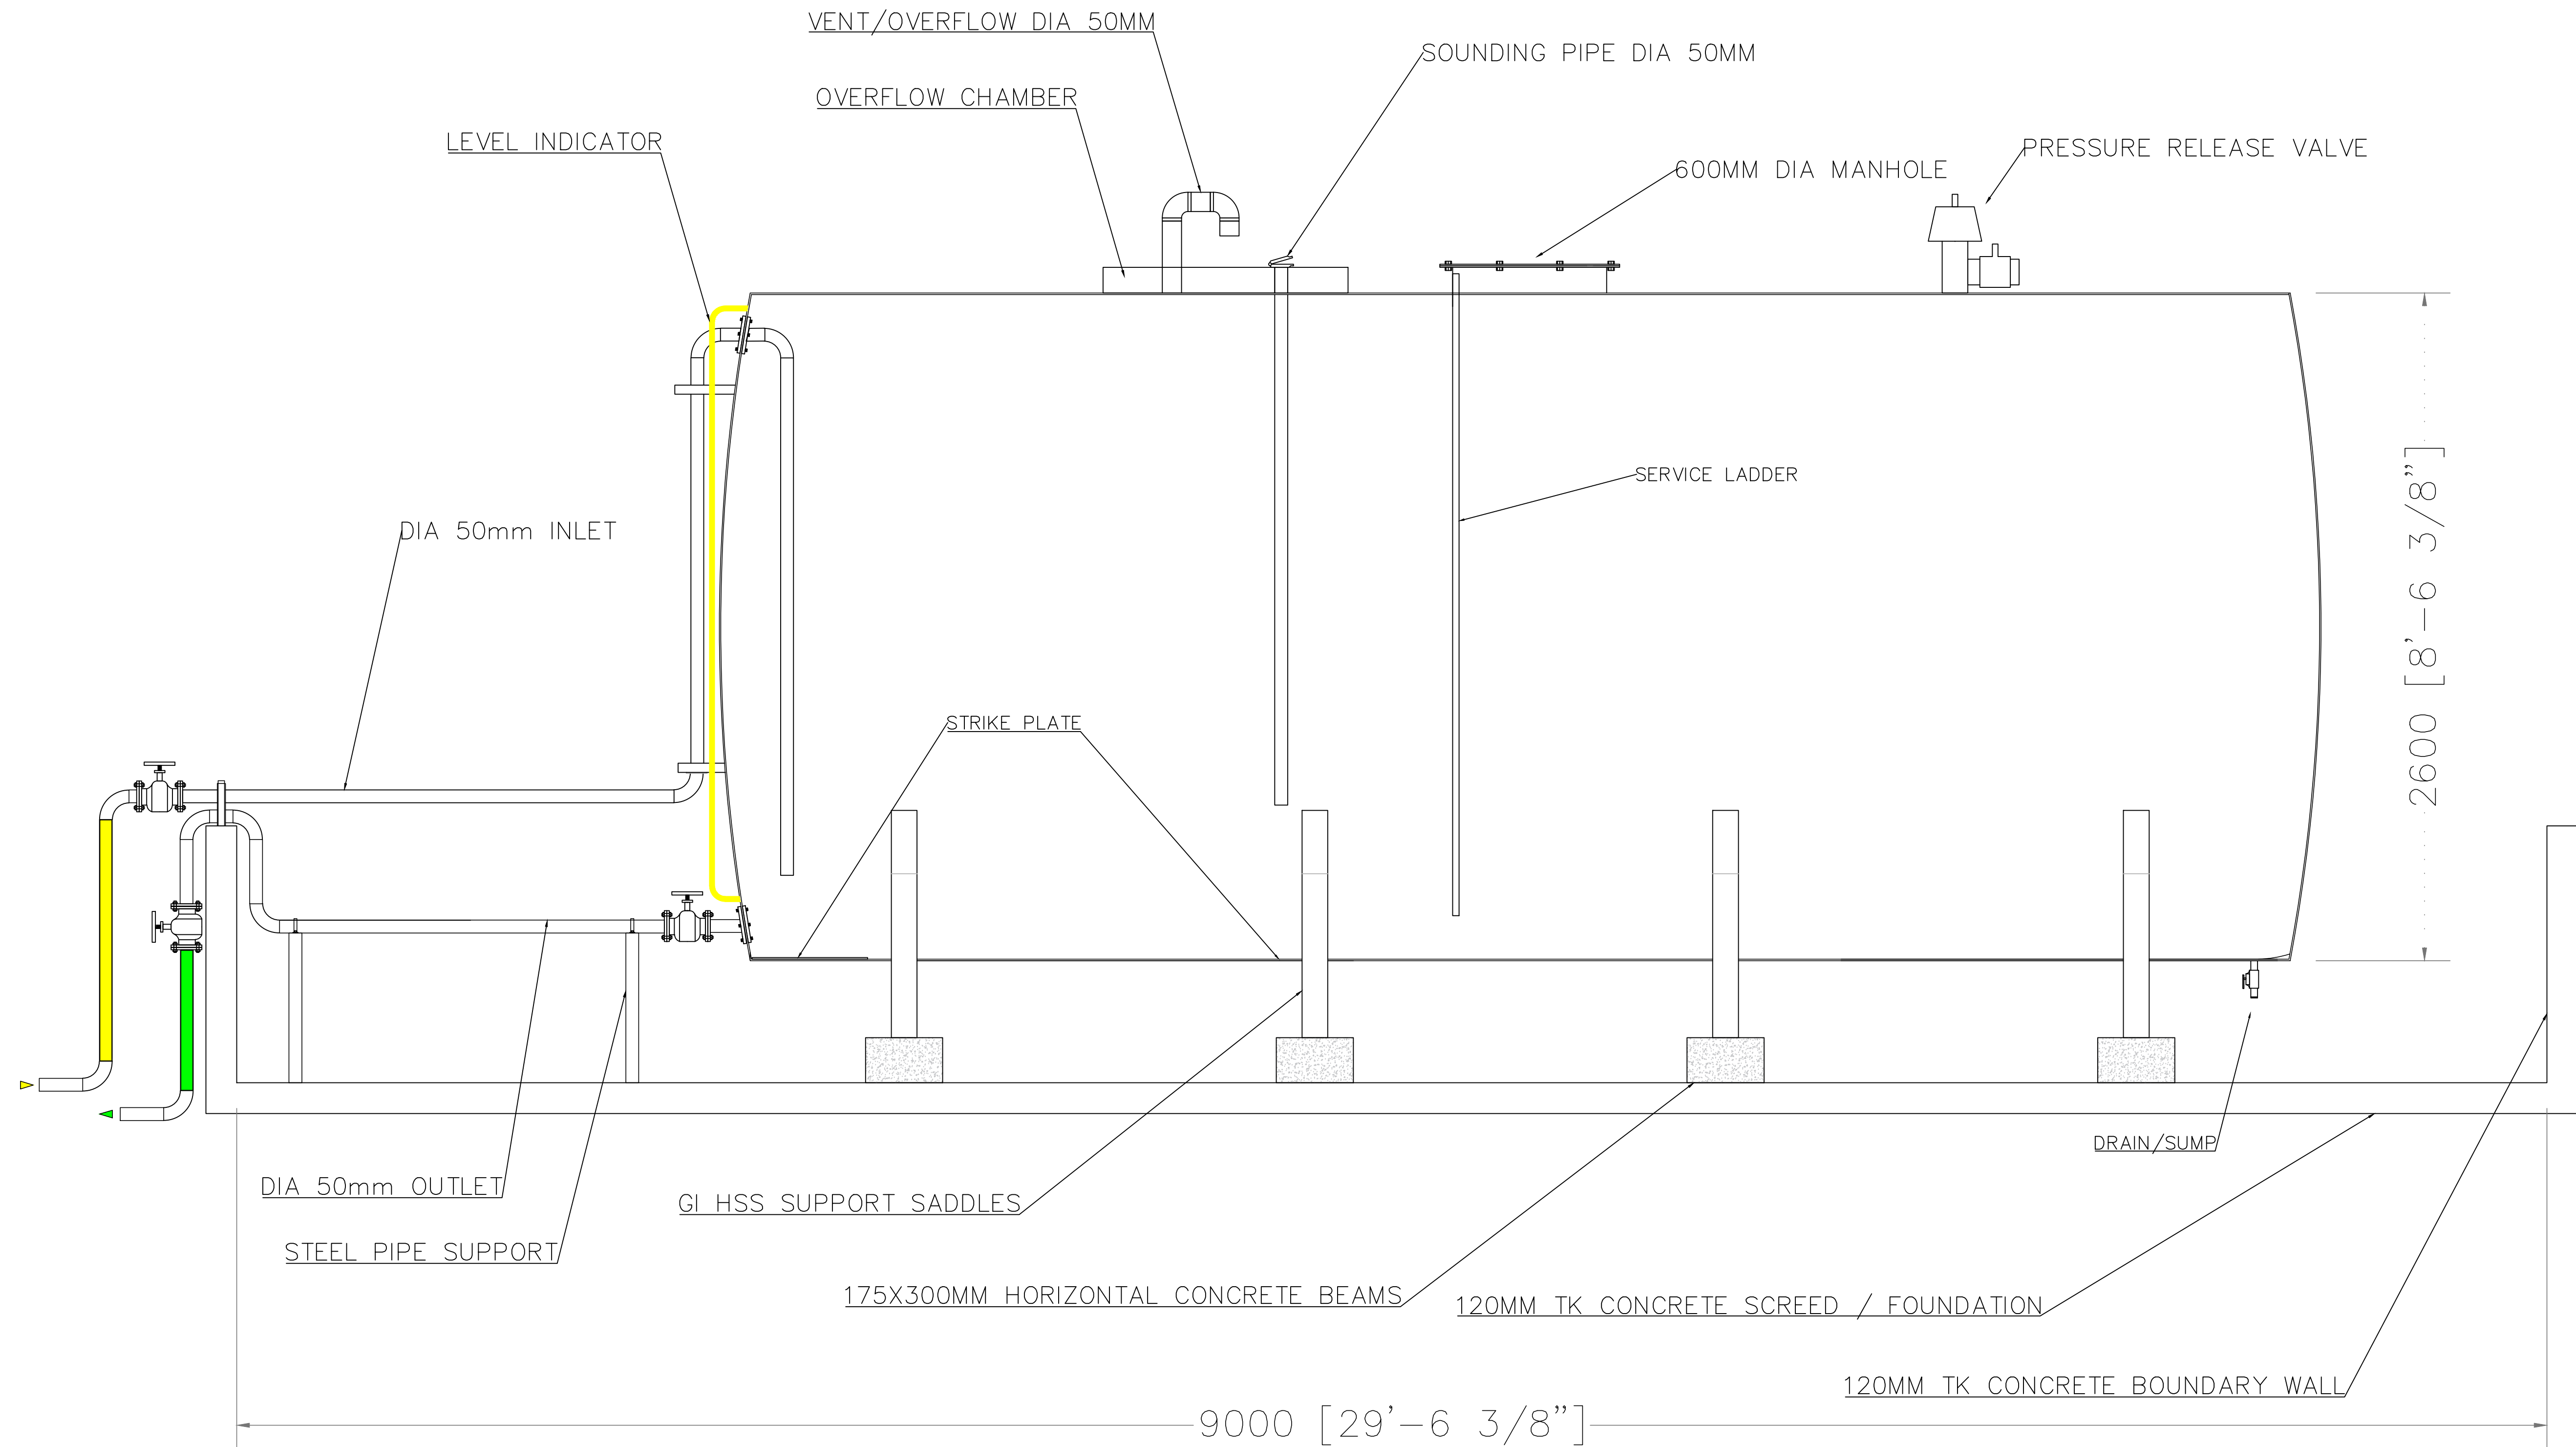 VENT/OVERFLOW DIA 50MM
SOUNDING PIPE DIA 50MM
OVERFLOW CHAMBER
LEVEL INDICATOR
PRESSURE RELEASE VALVE
600MM DIA MANHOLE
SERVICE LADDER
DIA 50mm INLET
2600 [8'-6 3/8"]
STRIKE PLATE
DRAIN/SUMP
DIA 50mm OUTLET
GI HSS SUPPORT SADDLES
STEEL PIPE SUPPORT
175X300MM HORIZONTAL CONCRETE BEAMS
120MM TK CONCRETE SCREED / FOUNDATION
120MM TK CONCRETE BOUNDARY WALL
9000 [29'-6 3/8"]